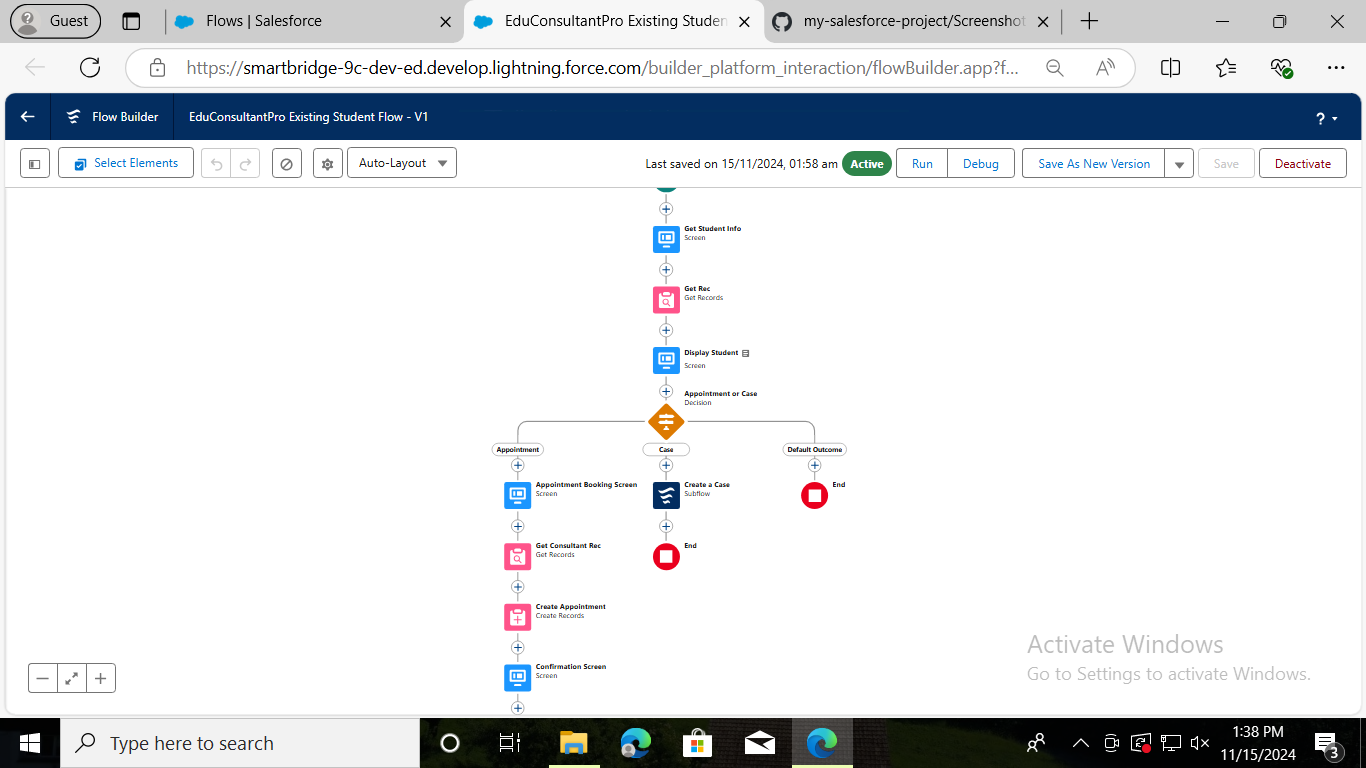 Guest
Flows | Salesforce
EduConsultantPro Existing Studen
my-salesforce-project/Screenshot
https://smartbridge-9c-dev-ed.develop.lightning.force.com/builder_platform_interaction/flowBuilder.app?f...
Flow Builder
EduConsultantPro Existing Student Flow - V1
?
Select Elements
Auto-Layout
Last saved on 15/11/2024, 01:58 am
Active
Run
Debug
Save As New Version
Save
Deactivate
Get Student Info
Screen
Get Rec
Get Records
Display Student
Screen
Appointment or Case
Decision
Appointment
Case
Default Outcome
Appointment Booking Screen
Screen
Create a Case
Subflow
End
Get Consultant Rec
Get Records
End
Create Appointment
Create Records
Confirmation Screen
Screen
Activate Windows
Go to Settings to activate Windows.
Type here to search
1:38 PM
11/15/2024
3